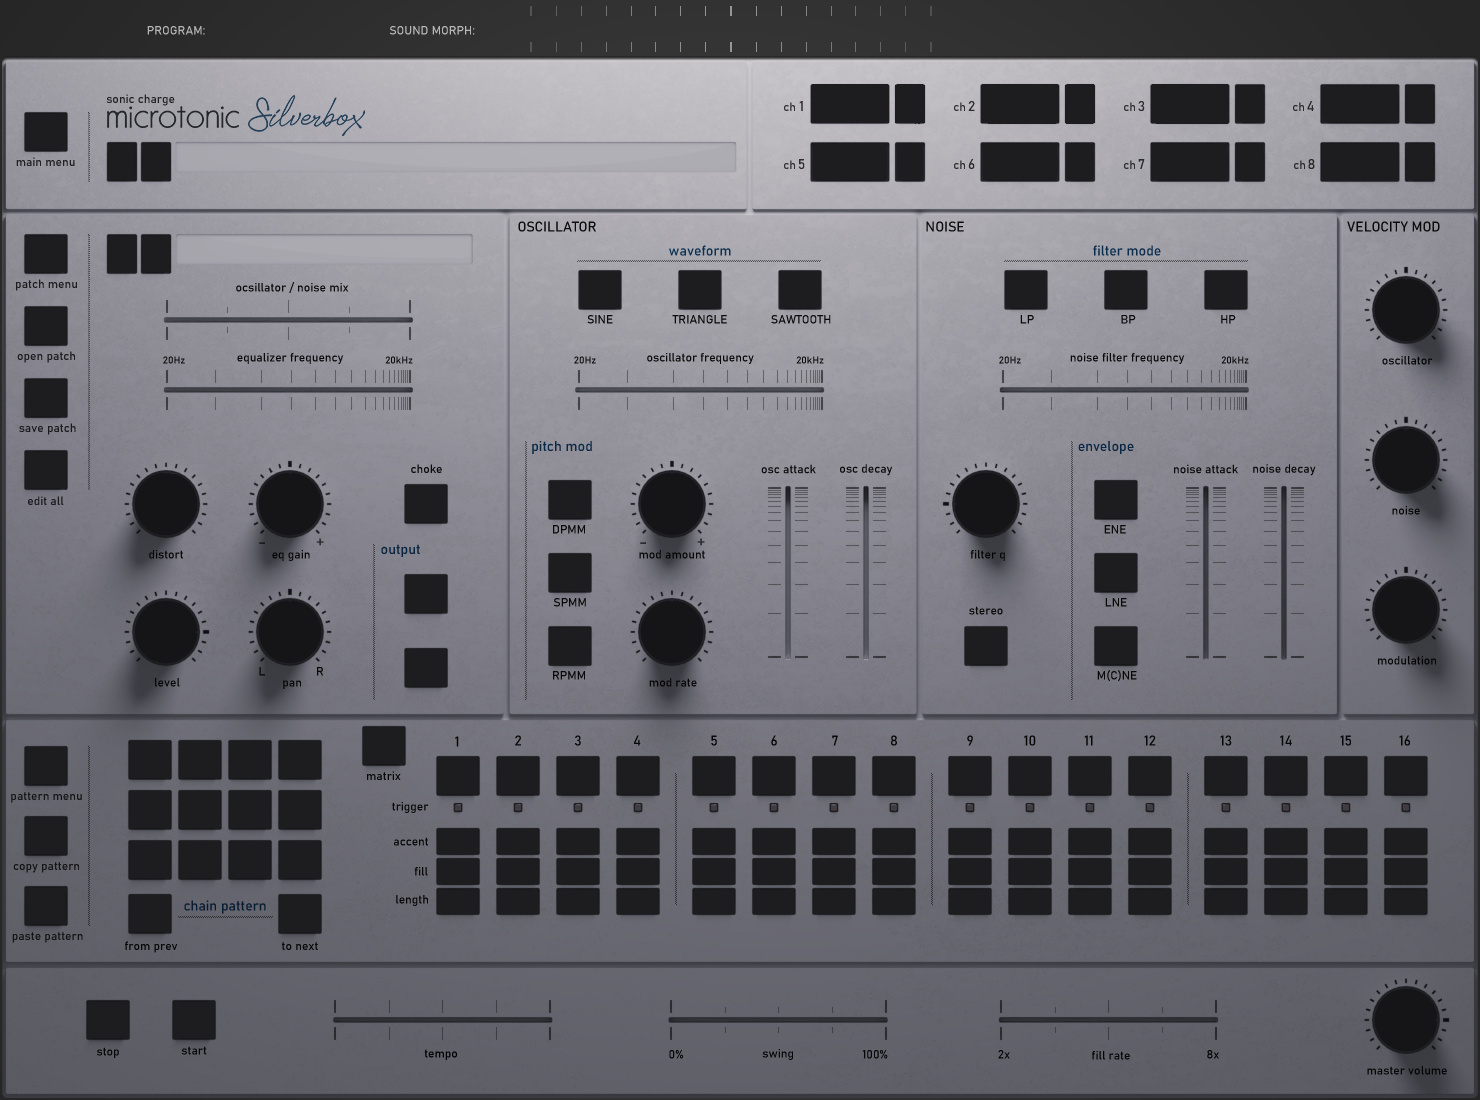 PROGRAM: SOUND MORPH:
sonic charge
microtonic Silverbox
main menu
ch 1 ch 2 ch 3 ch 4
ch 5 ch 6 ch 7 ch 8
patch menu
open patch
save patch
edit all
ocsillator / noise mix
20Hz equalizer frequency 20kHz
distort
− eq gain +
level
L pan R
choke
output
OSCILLATOR
waveform
SINE TRIANGLE SAWTOOTH
20Hz oscillator frequency 20kHz
pitch mod
DPMM
SPMM
RPMM
− mod amount +
mod rate
osc attack osc decay
NOISE
filter mode
LP BP HP
20Hz noise filter frequency 20kHz
filter q
stereo
envelope
ENE
LNE
M(C)NE
noise attack noise decay
VELOCITY MOD
oscillator
noise
modulation
pattern menu
copy pattern
paste pattern
chain pattern
from prev to next
matrix
1 2 3 4 5 6 7 8 9 10 11 12 13 14 15 16
trigger
accent
fill
length
stop start
tempo
0% swing 100%
2x fill rate 8x
master volume